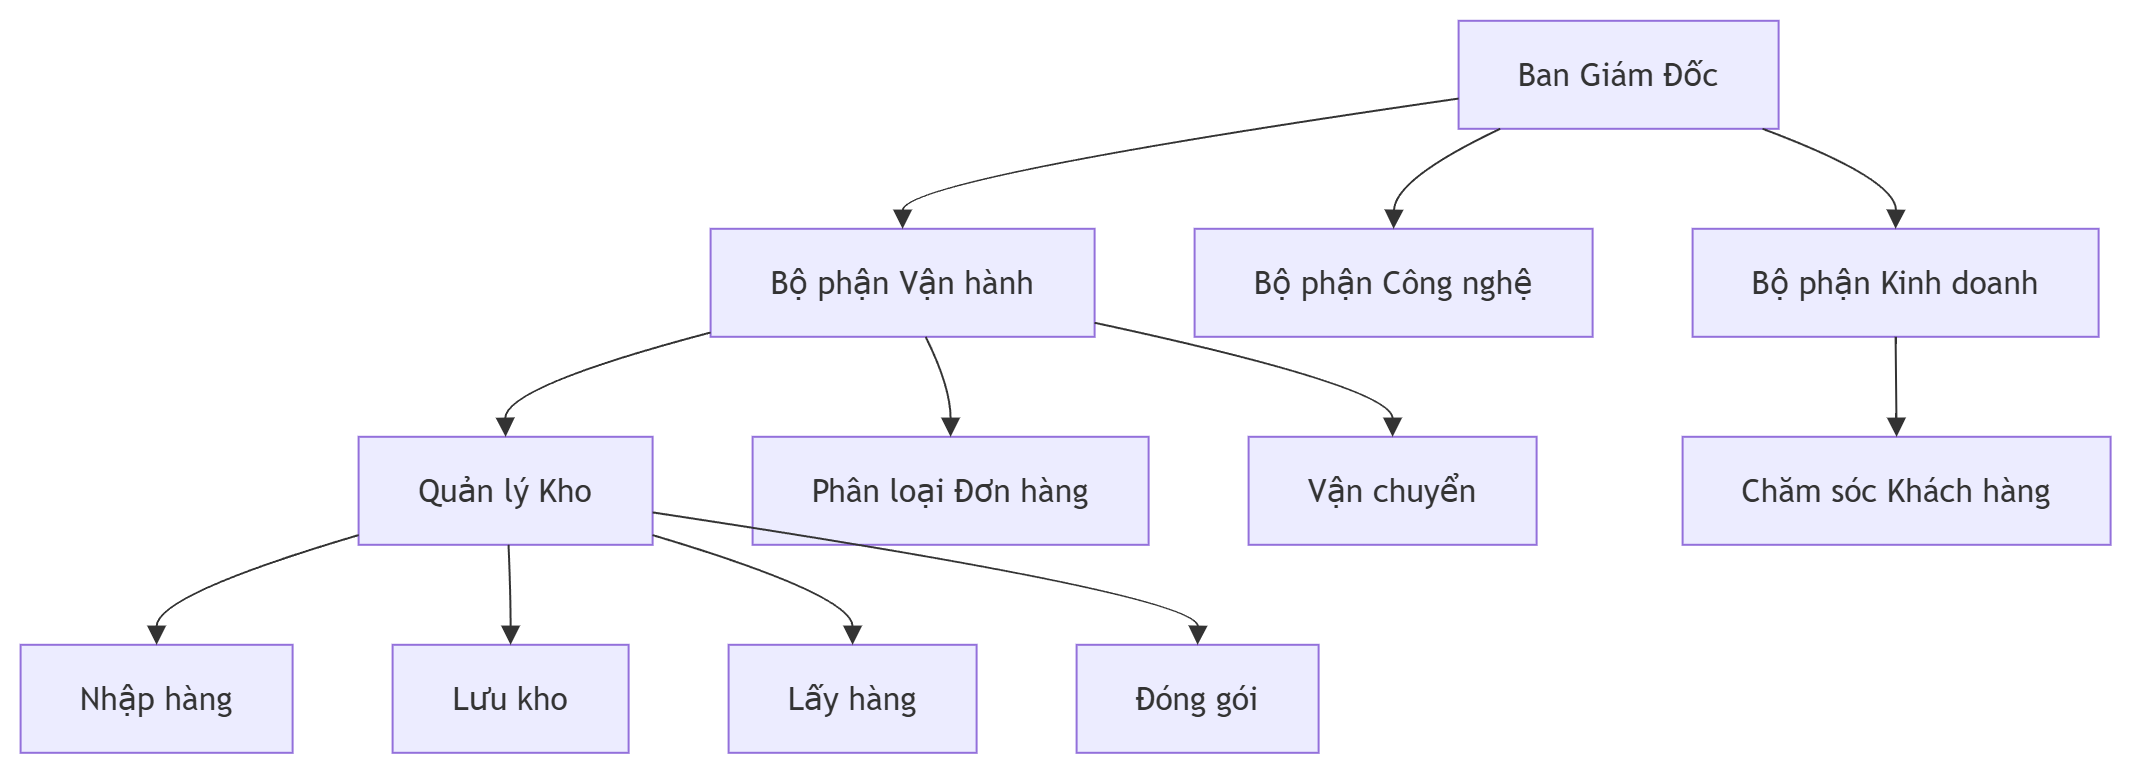 Ban Giám Đốc
Bộ phận Vận hành
Bộ phận Công nghệ
Bộ phận Kinh doanh
Quản lý Kho
Phân loại Đơn hàng
Vận chuyển
Chăm sóc Khách hàng
Nhập hàng
Lưu kho
Lấy hàng
Đóng gói